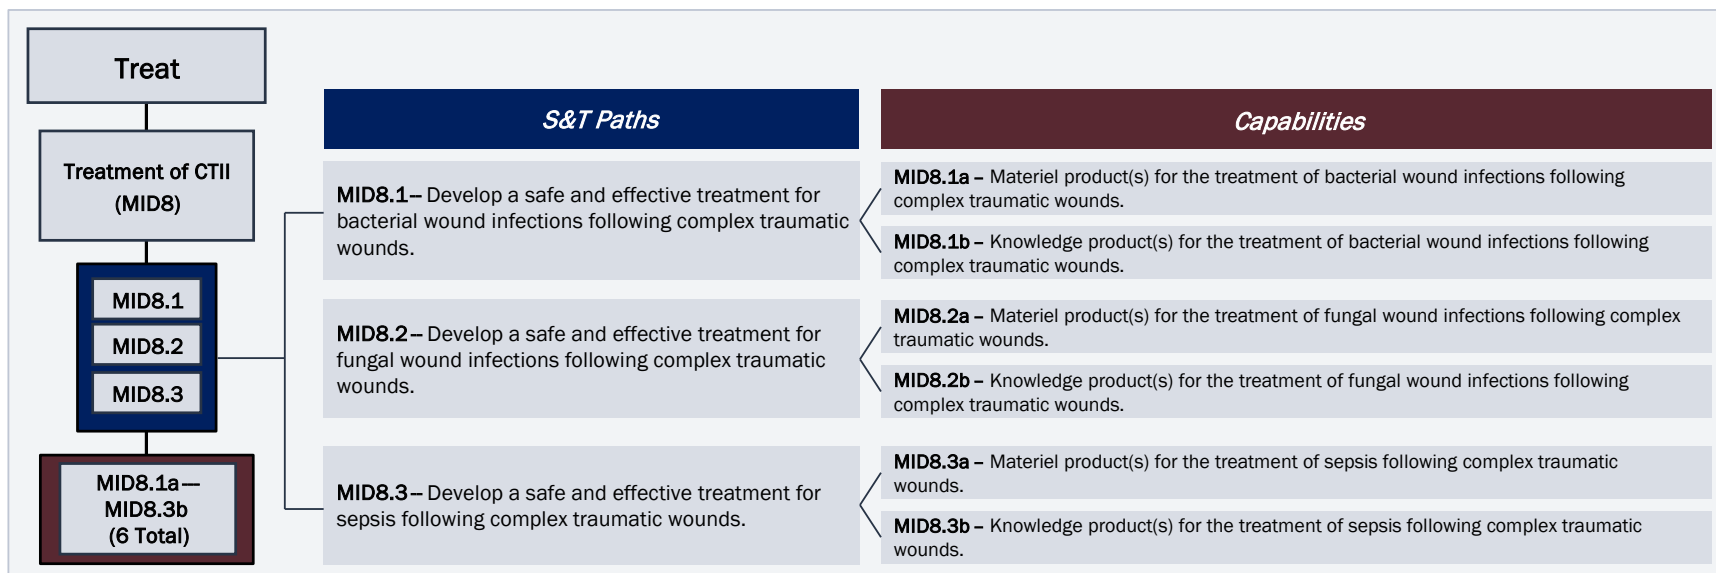 Treat
Treatment of CTII
(MID8)
MID8.1
MID8.2
MID8.3
MID8.1a—
MID8.3b
(6 Total)
S&T Paths
MID8.1– Develop a safe and effective treatment for
bacterial wound infections following complex traumatic
wounds.
MID8.2– Develop a safe and effective treatment for
fungal wound infections following complex traumatic
wounds.
MID8.3– Develop a safe and effective treatment for
sepsis following complex traumatic wounds.
Capabilities
MID8.1a – Materiel product(s) for the treatment of bacterial wound infections following
complex traumatic wounds.
MID8.1b – Knowledge product(s) for the treatment of bacterial wound infections following
complex traumatic wounds.
MID8.2a – Materiel product(s) for the treatment of fungal wound infections following complex
traumatic wounds.
MID8.2b – Knowledge product(s) for the treatment of fungal wound infections following
complex traumatic wounds.
MID8.3a – Materiel product(s) for the treatment of sepsis following complex traumatic
wounds.
MID8.3b – Knowledge product(s) for the treatment of sepsis following complex traumatic
wounds.